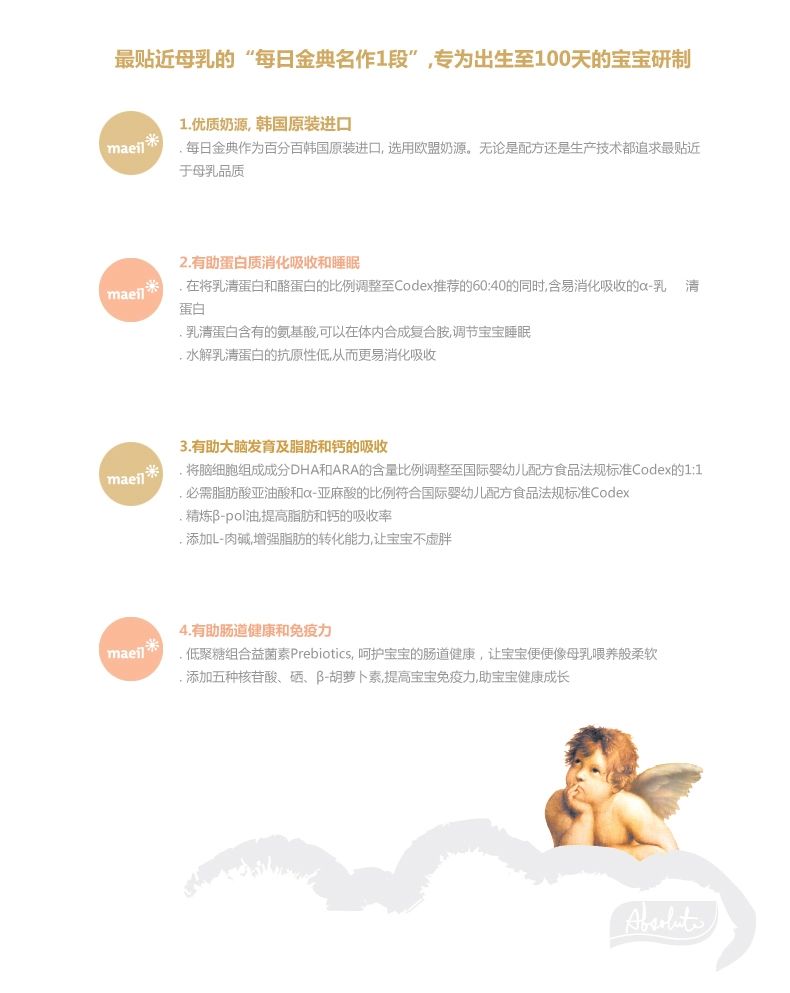 最贴近母乳的“每日金典名作1段”,专为出生至100天的宝宝研制
maeil
1.优质奶源, 韩国原装进口
. 每日金典作为百分百韩国原装进口, 选用欧盟奶源。无论是配方还是生产技术都追求最贴近
于母乳品质
maeil
2.有助蛋白质消化吸收和睡眠
. 在将乳清蛋白和酪蛋白的比例调整至Codex推荐的60:40的同时,含易消化吸收的α-乳 清
蛋白
. 乳清蛋白含有的氨基酸,可以在体内合成复合胺,调节宝宝睡眠
. 水解乳清蛋白的抗原性低,从而更易消化吸收
maeil
3.有助大脑发育及脂肪和钙的吸收
. 将脑细胞组成成分DHA和ARA的含量比例调整至国际婴幼儿配方食品法规标准Codex的1:1
. 必需脂肪酸亚油酸和α-亚麻酸的比例符合国际婴幼儿配方食品法规标准Codex
. 精炼β-pol油,提高脂肪和钙的吸收率
. 添加L-肉碱,增强脂肪的转化能力,让宝宝不虚胖
maeil
4.有助肠道健康和免疫力
. 低聚糖组合益菌素Prebiotics, 呵护宝宝的肠道健康，让宝宝便便像母乳喂养般柔软
. 添加五种核苷酸、硒、β-胡萝卜素,提高宝宝免疫力,助宝宝健康成长
Absolute